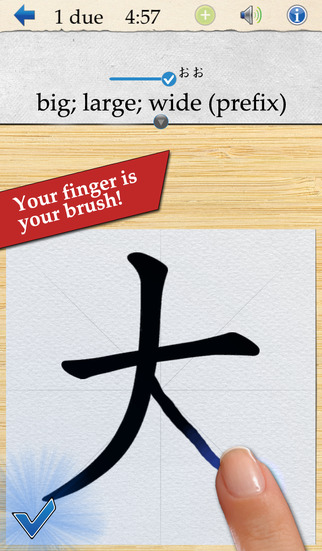 1 due 4:57
おお
big; large; wide (prefix)
Your finger is
your brush!
大